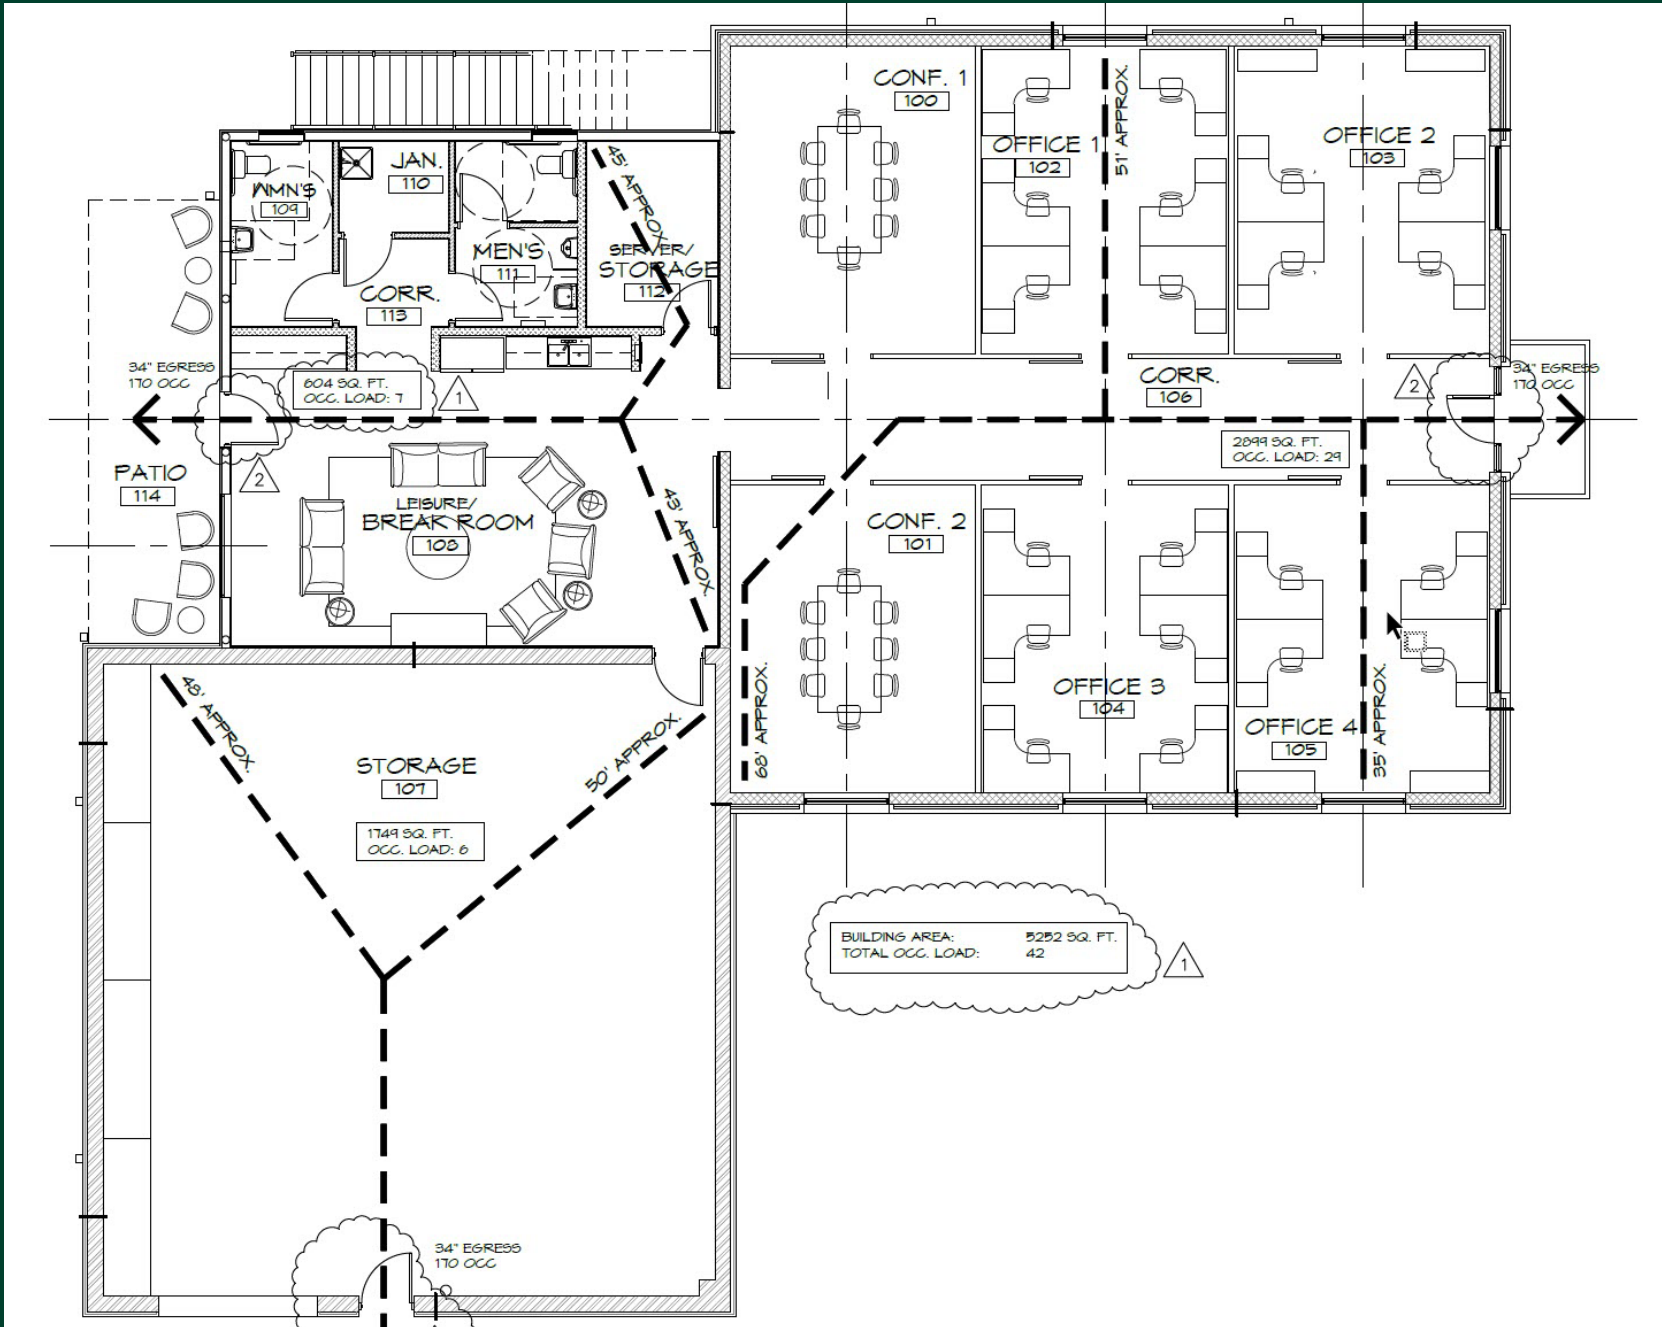 CONF. 1
100
OFFICE 1
102
51' APPROX.
OFFICE 2
103
WMN'S
109
JAN.
110
MEN'S
111
45' APPROX.
SERVER/
STORAGE
112
CORR.
113
34" EGRESS
170 OCC
604 SQ. FT.
OCC. LOAD: 7
1
CORR.
106
2
34" EGRESS
170 OCC
2899 SQ. FT.
OCC. LOAD: 29
PATIO
114
2
LEISURE/
BREAK ROOM
108
43' APPROX.
CONF. 2
101
68' APPROX.
OFFICE 3
104
OFFICE 4
105
35' APPROX.
48' APPROX.
50' APPROX.
STORAGE
107
1749 SQ. FT.
OCC. LOAD: 6
BUILDING AREA: 5252 SQ. FT.
TOTAL OCC. LOAD: 42
1
34" EGRESS
170 OCC